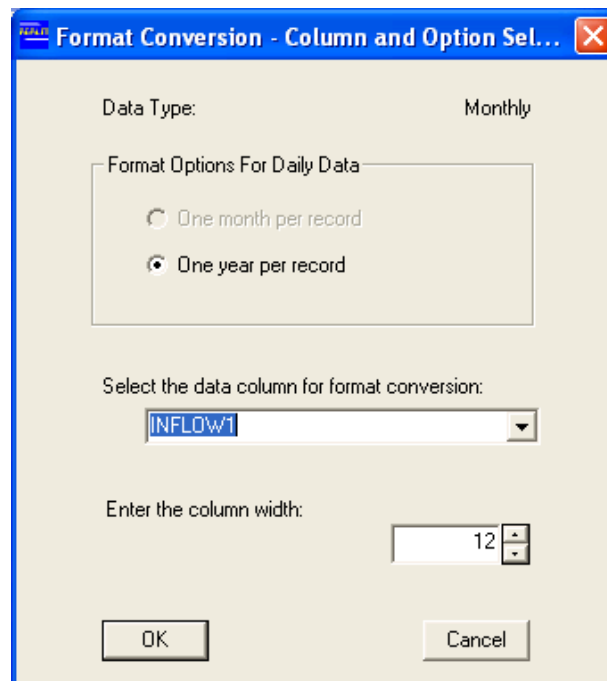 Format Conversion - Column and Option Sel...
Data Type: Monthly
Format Options For Daily Data
One month per record
One year per record
Select the data column for format conversion:
INFLOW1
Enter the column width:
12
OK Cancel